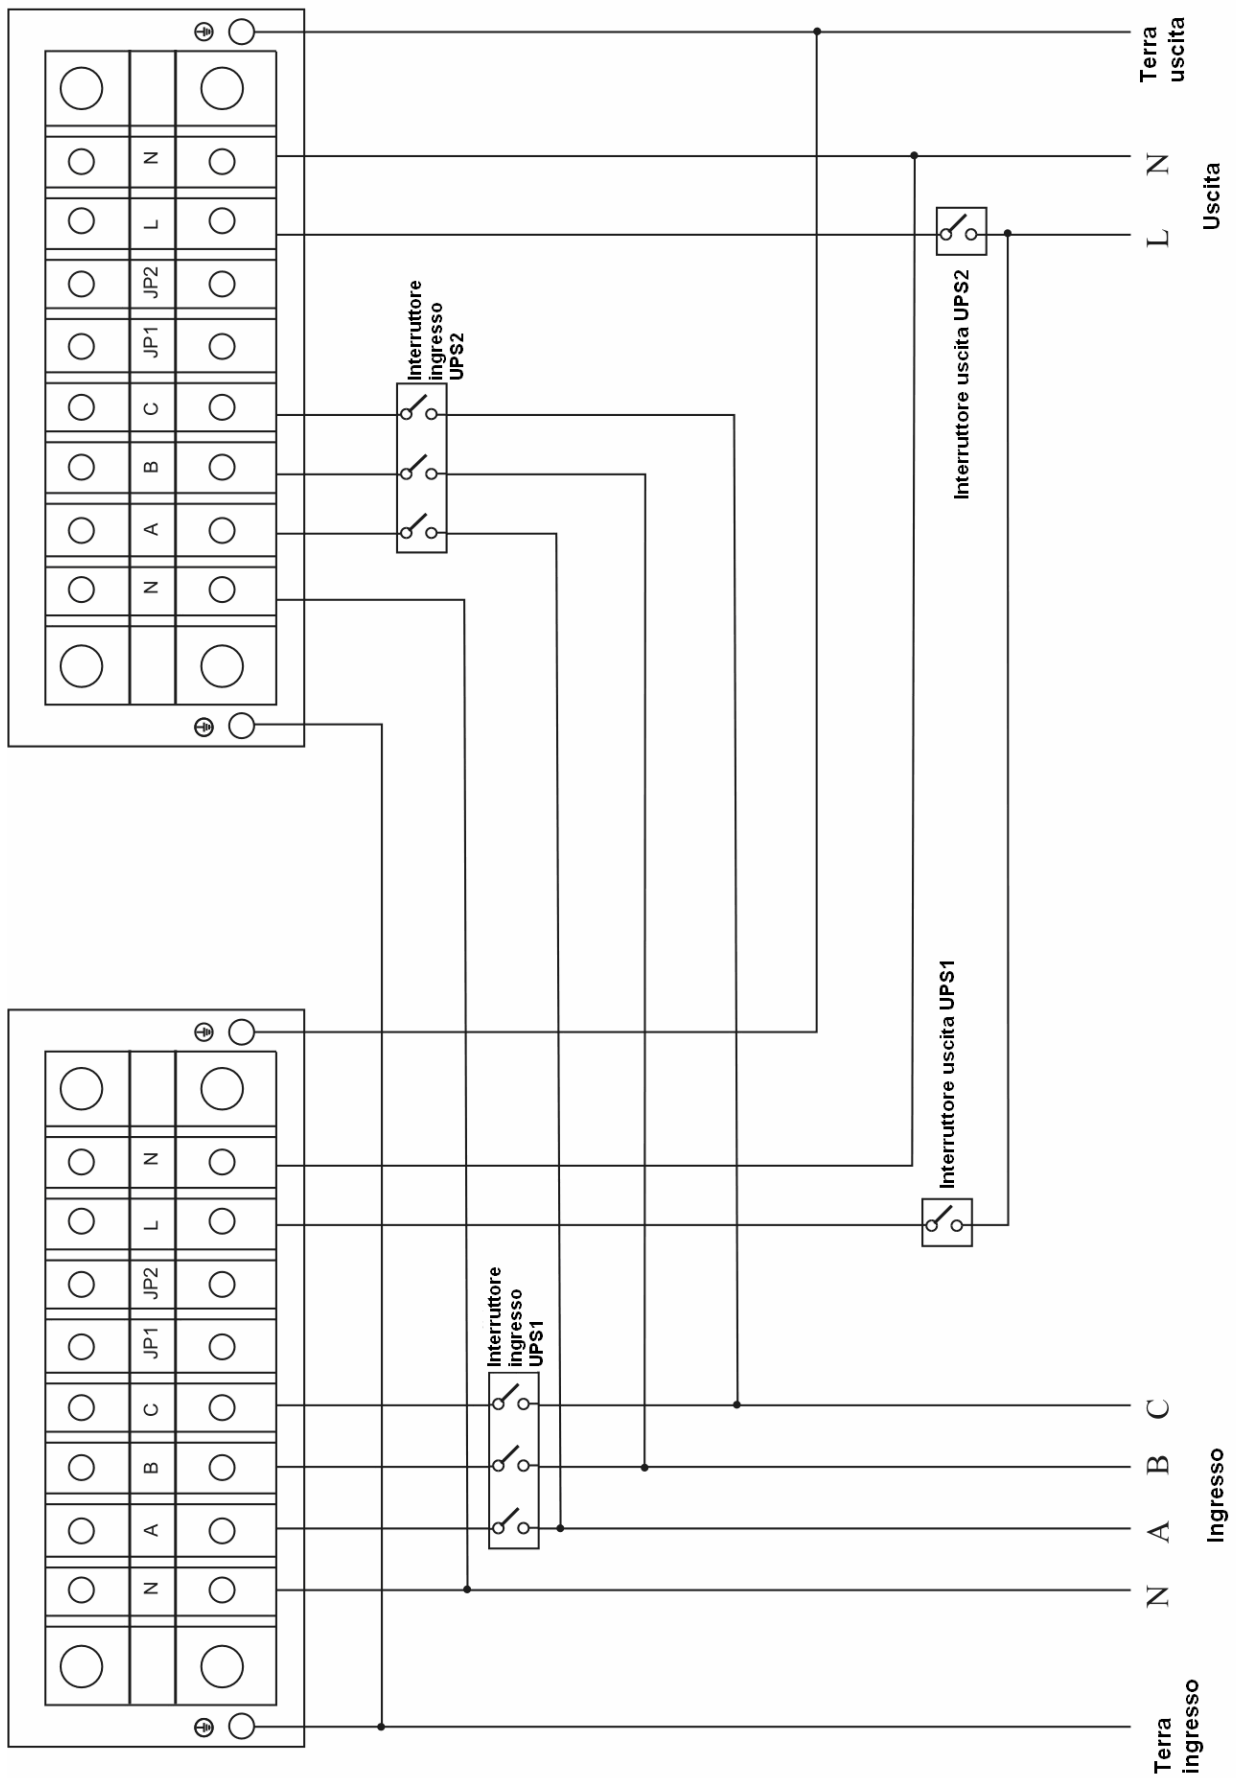 N
A
B
C
JP1
JP2
L
N
N
A
B
C
JP1
JP2
L
N
Interruttore
ingresso
UPS1
Interruttore
ingresso
UPS2
Interruttore uscita UPS1
Interruttore uscita UPS2
Terra
ingresso
N
A
B
C
Ingresso
L
N
Uscita
Terra
uscita